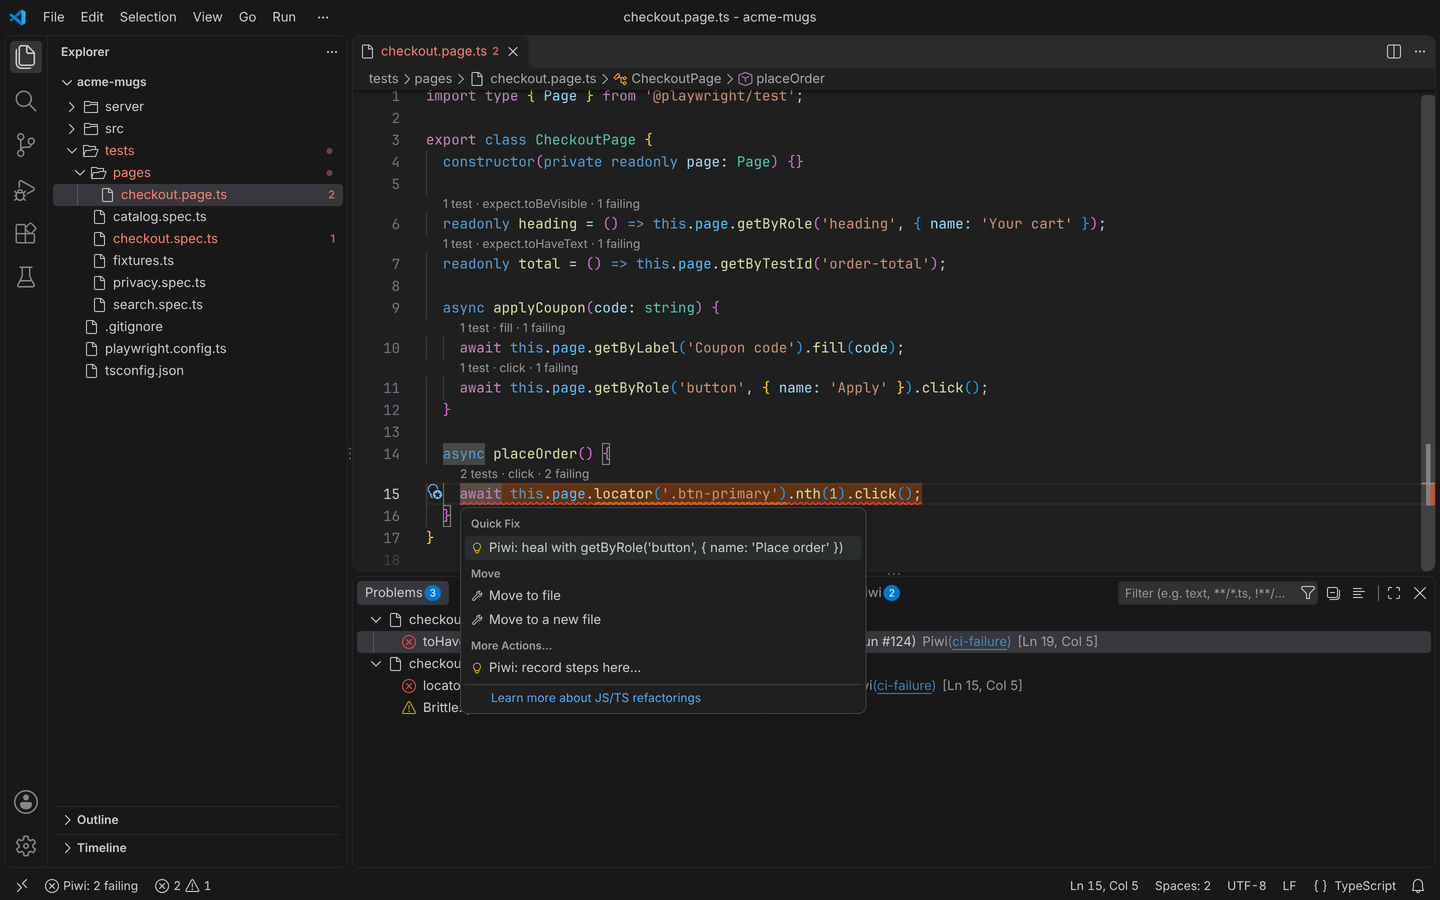 File Edit Selection View Go Run ···
checkout.page.ts - acme-mugs
Explorer ···
acme-mugs
server
src
tests
pages
checkout.page.ts 2
catalog.spec.ts
checkout.spec.ts 1
fixtures.ts
privacy.spec.ts
search.spec.ts
.gitignore
playwright.config.ts
tsconfig.json
Outline
Timeline
checkout.page.ts 2
tests > pages > checkout.page.ts > CheckoutPage > placeOrder
1 import type { Page } from '@playwright/test';
2
3 export class CheckoutPage {
4 constructor(private readonly page: Page) {}
5
1 test · expect.toBeVisible · 1 failing
6 readonly heading = () => this.page.getByRole('heading', { name: 'Your cart' });
1 test · expect.toHaveText · 1 failing
7 readonly total = () => this.page.getByTestId('order-total');
8
9 async applyCoupon(code: string) {
1 test · fill · 1 failing
10 await this.page.getByLabel('Coupon code').fill(code);
1 test · click · 1 failing
11 await this.page.getByRole('button', { name: 'Apply' }).click();
12 }
13
14 async placeOrder() {
2 tests · click · 2 failing
15 await this.page.locator('.btn-primary').nth(1).click();
16 }
17 }
18
Quick Fix
Piwi: heal with getByRole('button', { name: 'Place order' })
Move
Move to file
Move to a new file
More Actions...
Piwi: record steps here...
Learn more about JS/TS refactorings
Problems 3 iwi 2 Filter (e.g. text, **/*.ts, !**/...
checkou
toHav un #124) Piwi(ci-failure) [Ln 19, Col 5]
checkou
locato i(ci-failure) [Ln 15, Col 5]
Brittle
Piwi: 2 failing 2 1
Ln 15, Col 5 Spaces: 2 UTF-8 LF { } TypeScript